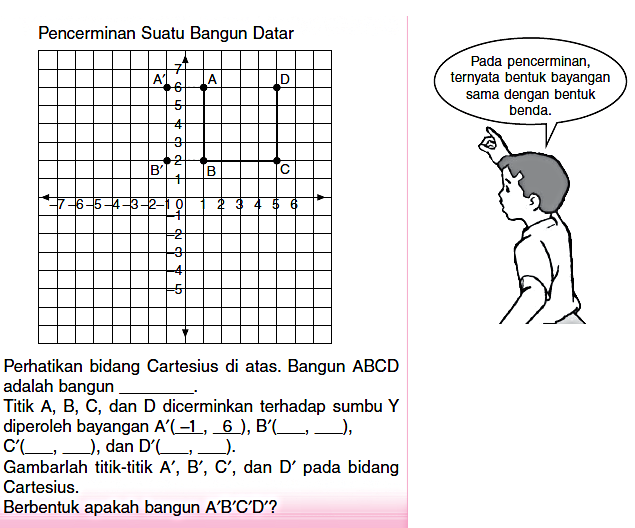 Pencerminan Suatu Bangun Datar
7
A′ A D
6
5
4
3
2
B′ B C
1
–7 –6 –5 –4 –3 –2 –1 0 1 2 3 4 5 6
–1
–2
–3
–4
–5
Pada pencerminan,
ternyata bentuk bayangan
sama dengan bentuk
benda.
Perhatikan bidang Cartesius di atas. Bangun ABCD
adalah bangun ________.
Titik A, B, C, dan D dicerminkan terhadap sumbu Y
diperoleh bayangan A′( –1 , 6 ), B′(___, ___),
C′(___, ___), dan D′(___, ___).
Gambarlah titik-titik A′, B′, C′, dan D′ pada bidang
Cartesius.
Berbentuk apakah bangun A′B′C′D′?